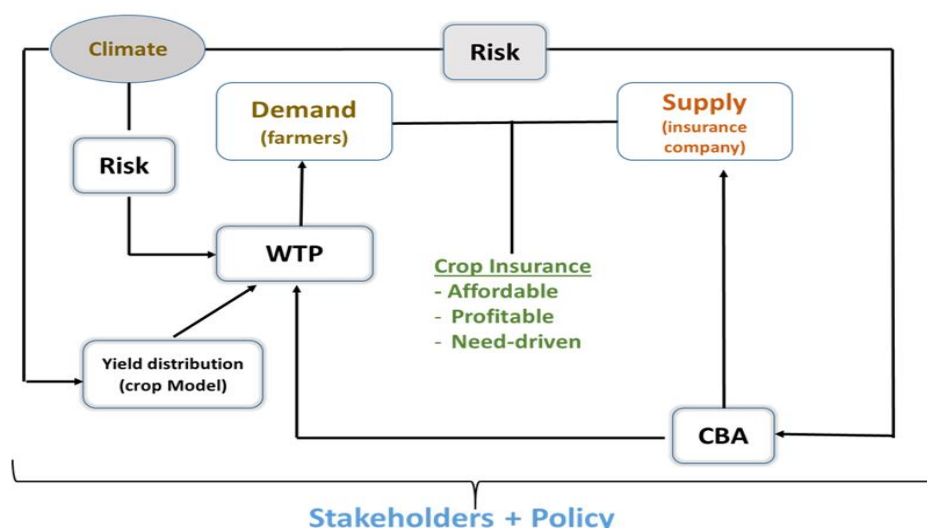 Climate
Risk
Demand
(farmers)
Supply
(insurance
company)
Risk
WTP
Crop Insurance
- Affordable
- Profitable
- Need-driven
Yield distribution
(crop Model)
CBA
Stakeholders + Policy